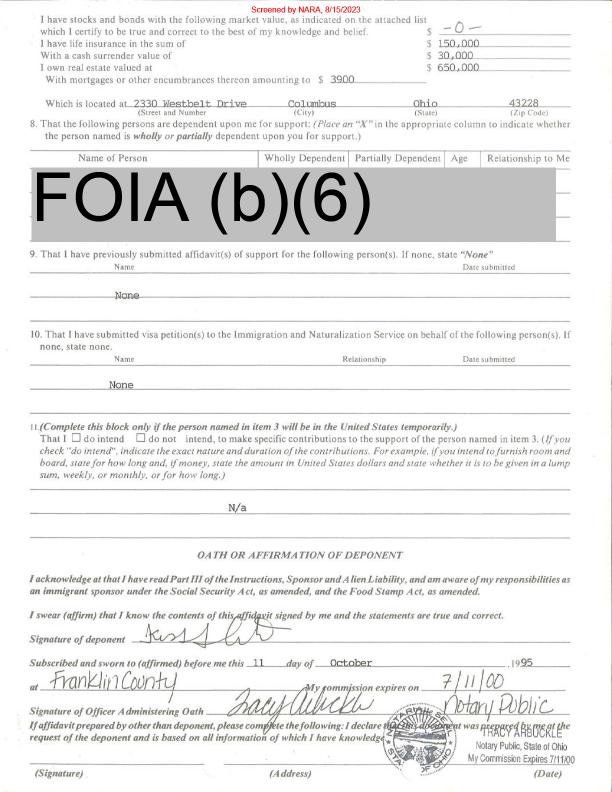 Screened by NARA, 8/15/2023
I have stocks and bonds with the following market value, as indicated on the attached list
which I certify to be true and correct to the best of my knowledge and belief. $ -0-
I have life insurance in the sum of $ 150,000
With a cash surrender value of $ 30,000
I own real estate valued at $ 650,000
With mortgages or other encumbrances thereon amounting to $ 3900
Which is located at 2330 Westbelt Drive Columbus Ohio 43228
(Street and Number) (City) (State) (Zip Code)
8. That the following persons are dependent upon me for support: (Place an "X" in the appropriate column to indicate whether
the person named is wholly or partially dependent upon you for support.)
Name of Person Wholly Dependent Partially Dependent Age Relationship to Me
FOIA (b)(6)
9. That I have previously submitted affidavit(s) of support for the following person(s). If none, state "None"
Name Date submitted
None
10. That I have submitted visa petition(s) to the Immigration and Naturalization Service on behalf of the following person(s). If
none, state none.
Name Relationship Date submitted
None
11.(Complete this block only if the person named in item 3 will be in the United States temporarily.)
That I ☐ do intend ☐ do not intend, to make specific contributions to the support of the person named in item 3. (If you
check "do intend", indicate the exact nature and duration of the contributions. For example, if you intend to furnish room and
board, state for how long and, if money, state the amount in United States dollars and state whether it is to be given in a lump
sum, weekly, or monthly, or for how long.)
N/a
OATH OR AFFIRMATION OF DEPONENT
I acknowledge at that I have read Part III of the Instructions, Sponsor and Alien Liability, and am aware of my responsibilities as
an immigrant sponsor under the Social Security Act, as amended, and the Food Stamp Act, as amended.
I swear (affirm) that I know the contents of this affidavit signed by me and the statements are true and correct.
Signature of deponent
Subscribed and sworn to (affirmed) before me this 11 day of October ,1995
at Franklin County My commission expires on 7/11/00
Signature of Officer Administering Oath Tracy Arbuckle Notary Public
If affidavit prepared by other than deponent, please complete the following: I declare that this document was prepared by me at the
request of the deponent and is based on all information of which I have knowledge
NOTARIAL SEAL
STATE OF OHIO
TRACY ARBUCKLE
Notary Public, State of Ohio
My Commission Expires 7/11/00
(Signature) (Address) (Date)